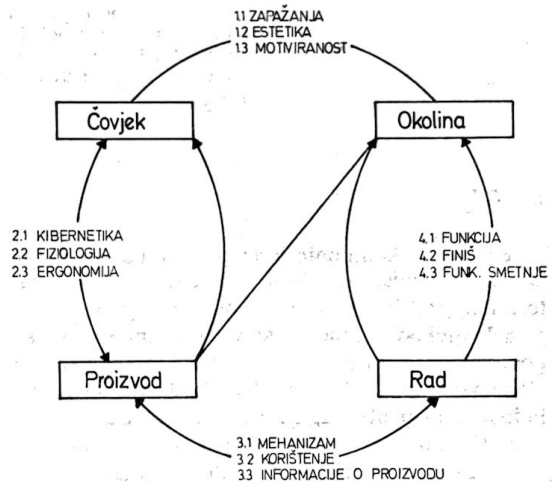 1.1 ZAPAŽANJA
1.2 ESTETIKA
1.3 MOTIVIRANOST
Čovjek
Okolina
2.1 KIBERNETIKA
2.2 FIZIOLOGIJA
2.3 ERGONOMIJA
4.1 FUNKCIJA
4.2 FINIŠ
4.3 FUNK. SMETNJE
Proizvod
Rad
3.1 MEHANIZAM
3.2 KORIŠTENJE
3.3 INFORMACIJE O PROIZVODU